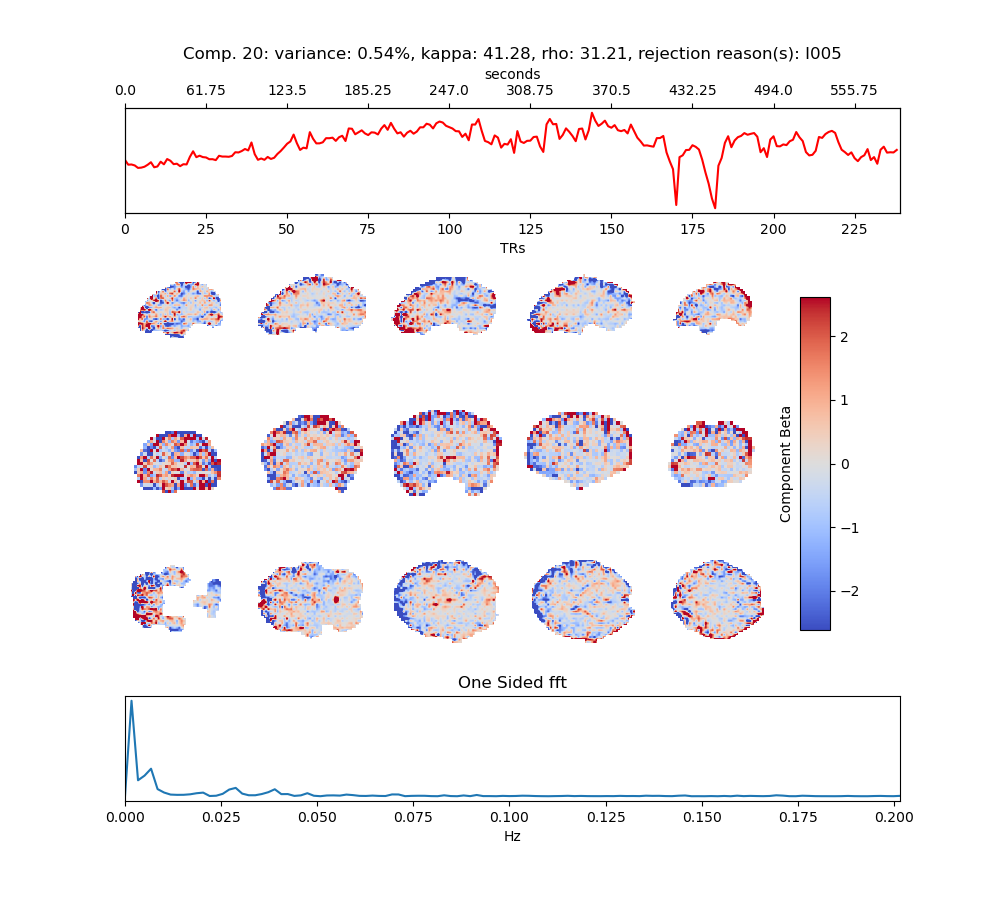 Comp. 20: variance: 0.54%, kappa: 41.28, rho: 31.21, rejection reason(s): I005
seconds
0.0 61.75 123.5 185.25 247.0 308.75 370.5 432.25 494.0 555.75
0 25 50 75 100 125 150 175 200 225
TRs
2
1
0
−1
−2
Component Beta
One Sided fft
0.000 0.025 0.050 0.075 0.100 0.125 0.150 0.175 0.200
Hz